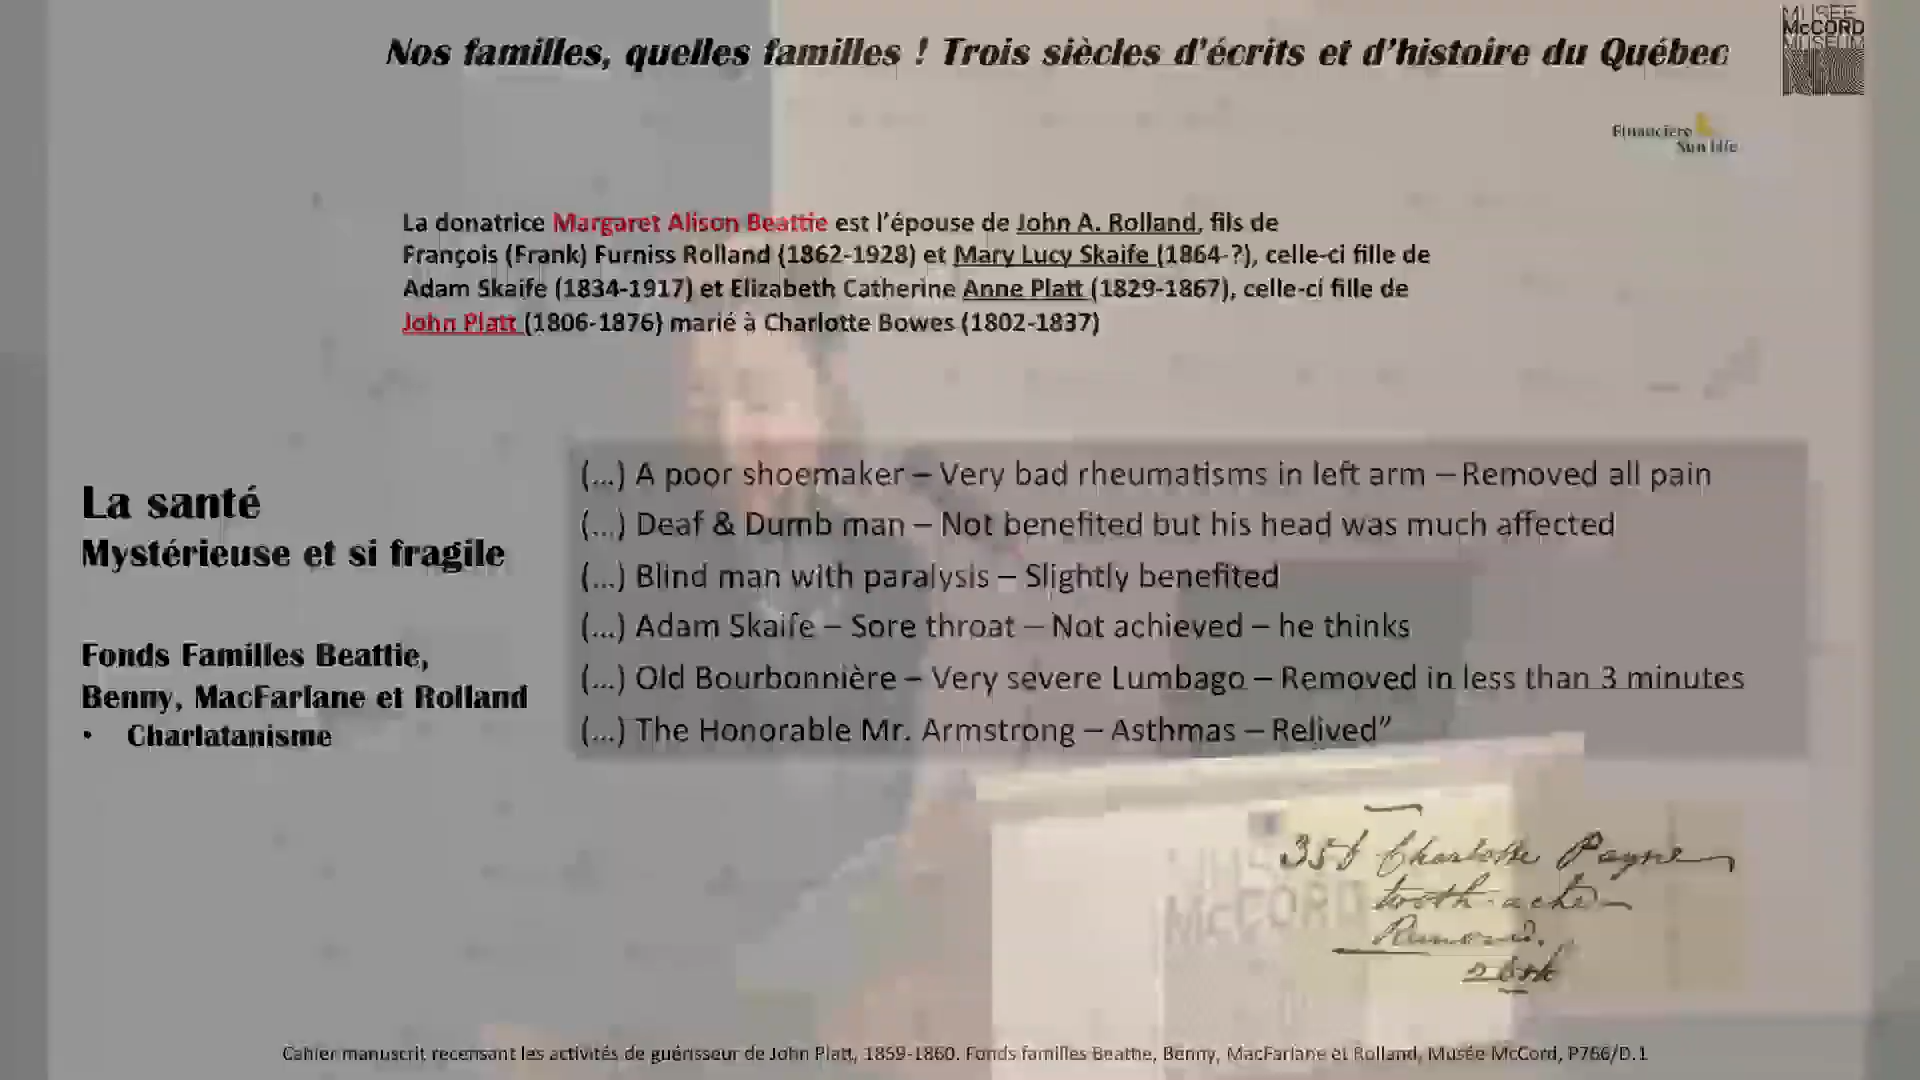 Nos familles, quelles familles ! Trois siècles d'écrits et d'histoire du Québec
MUSÉE
McCORD
MUSEUM
Financière
Sun Life
La donatrice Margaret Alison Beattie est l'épouse de John A. Rolland, fils de
François (Frank) Furniss Rolland (1862-1928) et Mary Lucy Skaife (1864-?), celle-ci fille de
Adam Skaife (1834-1917) et Elizabeth Catherine Anne Platt (1829-1867), celle-ci fille de
John Platt (1806-1876) marié à Charlotte Bowes (1802-1837)
La santé
Mystérieuse et si fragile
Fonds Familles Beattie,
Benny, MacFarlane et Rolland
• Charlatanisme
(...) A poor shoemaker – Very bad rheumatisms in left arm – Removed all pain
(...) Deaf & Dumb man – Not benefited but his head was much affected
(...) Blind man with paralysis – Slightly benefited
(...) Adam Skaife – Sore throat – Not achieved – he thinks
(...) Old Bourbonnière – Very severe Lumbago – Removed in less than 3 minutes
(...) The Honorable Mr. Armstrong – Asthmas – Relived”
McCORD
Charlotte Payne
tooth-ache
Cahier manuscrit recensant les activités de guérisseur de John Platt, 1859-1860. Fonds familles Beattie, Benny, MacFarlane et Rolland, Musée McCord, P766/D.1